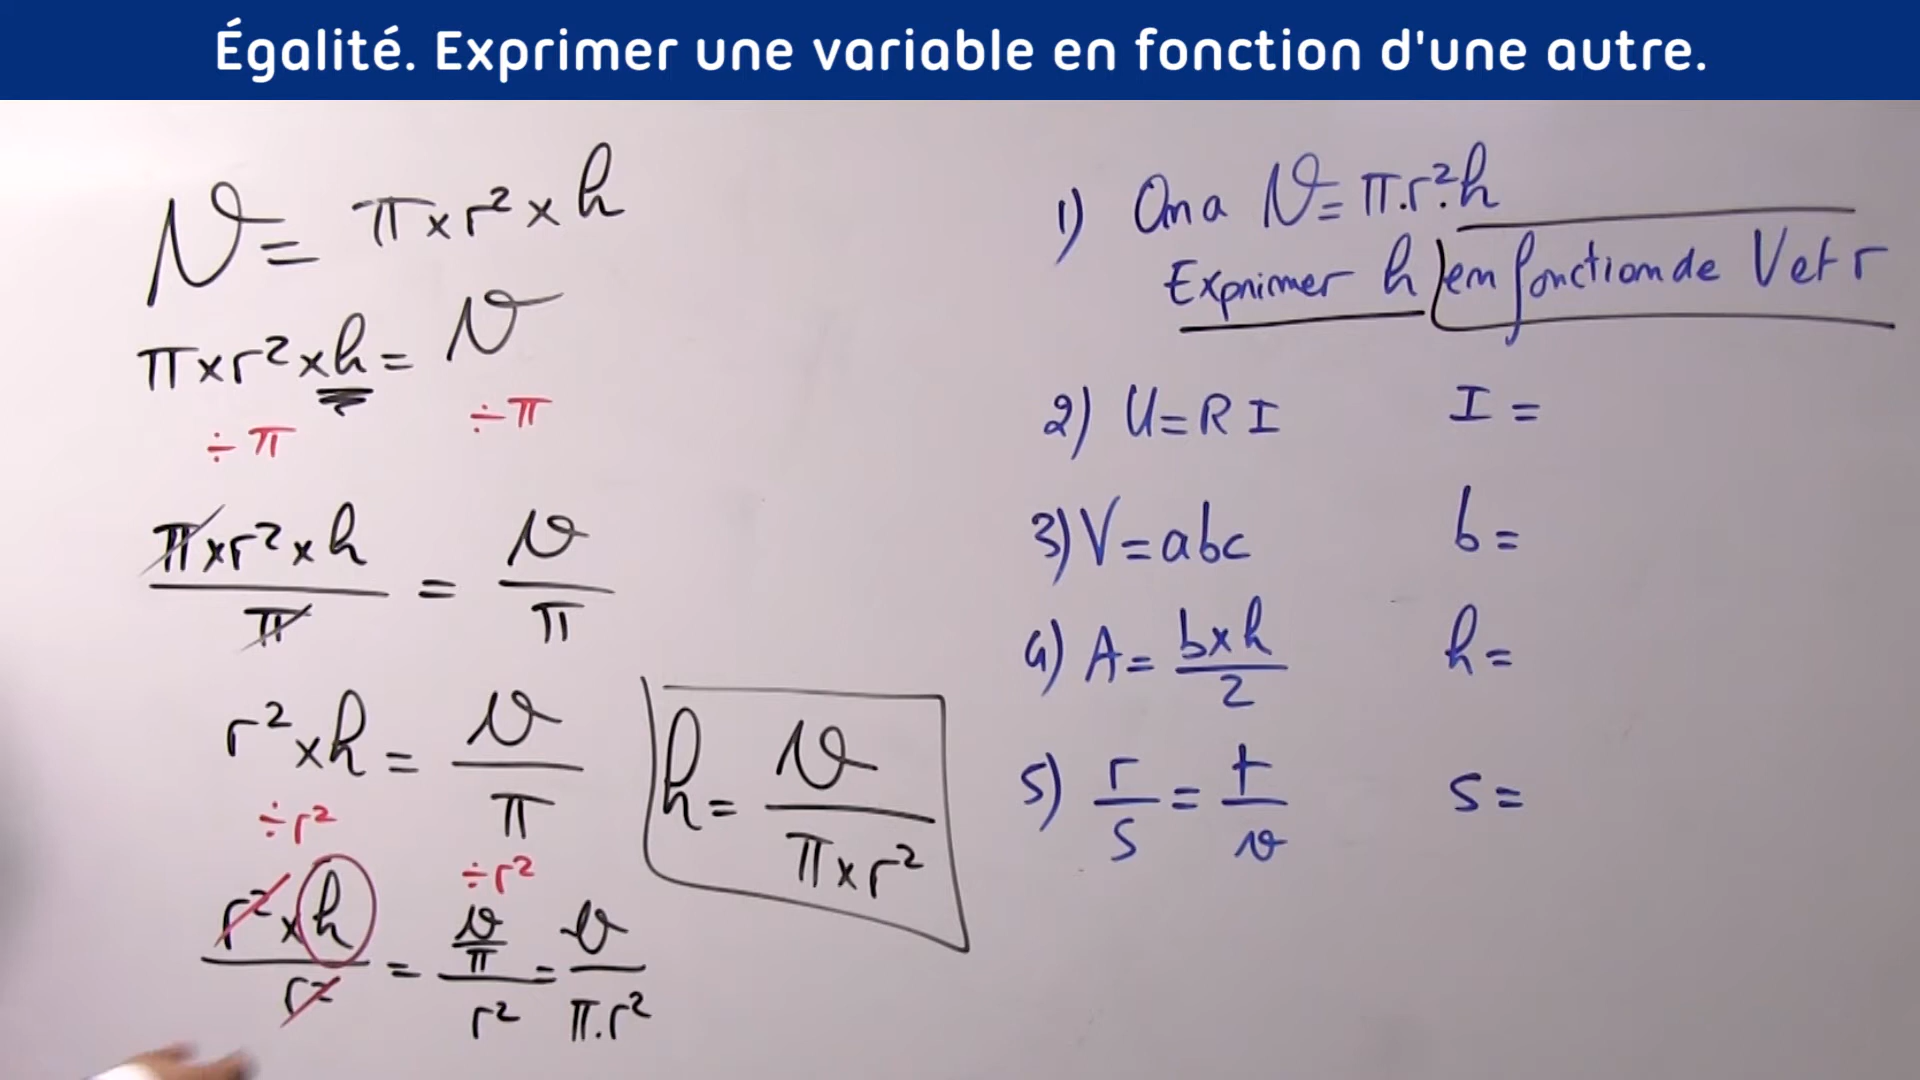 Égalité. Exprimer une variable en fonction d'une autre.
V = π × r² × h
π × r² × h = V
÷ π ÷ π
π × r² × h / π = V / π
r² × h = V / π
÷ r² ÷ r²
r² × h / r² = V/π / r² = V / π.r²
h = V / π × r²
1) On a V = π.r².h
Exprimer h en fonction de V et r
2) U = R I I =
3) V = abc b =
4) A = b × h / 2 h =
5) r / s = t / v s =